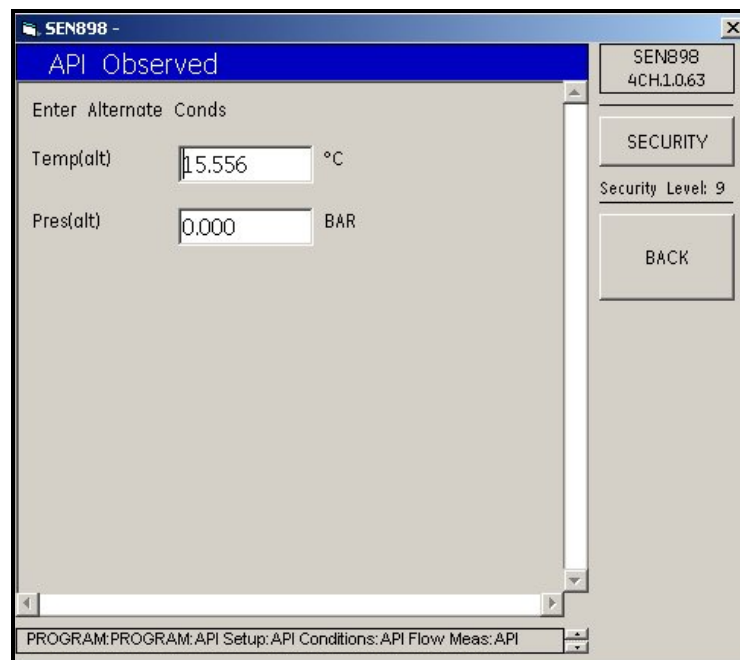 SEN898 -
API Observed
Enter Alternate Conds
Temp(alt) 15.556 °C
Pres(alt) 0.000 BAR
SEN898
4CH.1.0.63
SECURITY
Security Level: 9
BACK
PROGRAM:PROGRAM:API Setup:API Conditions:API Flow Meas:API